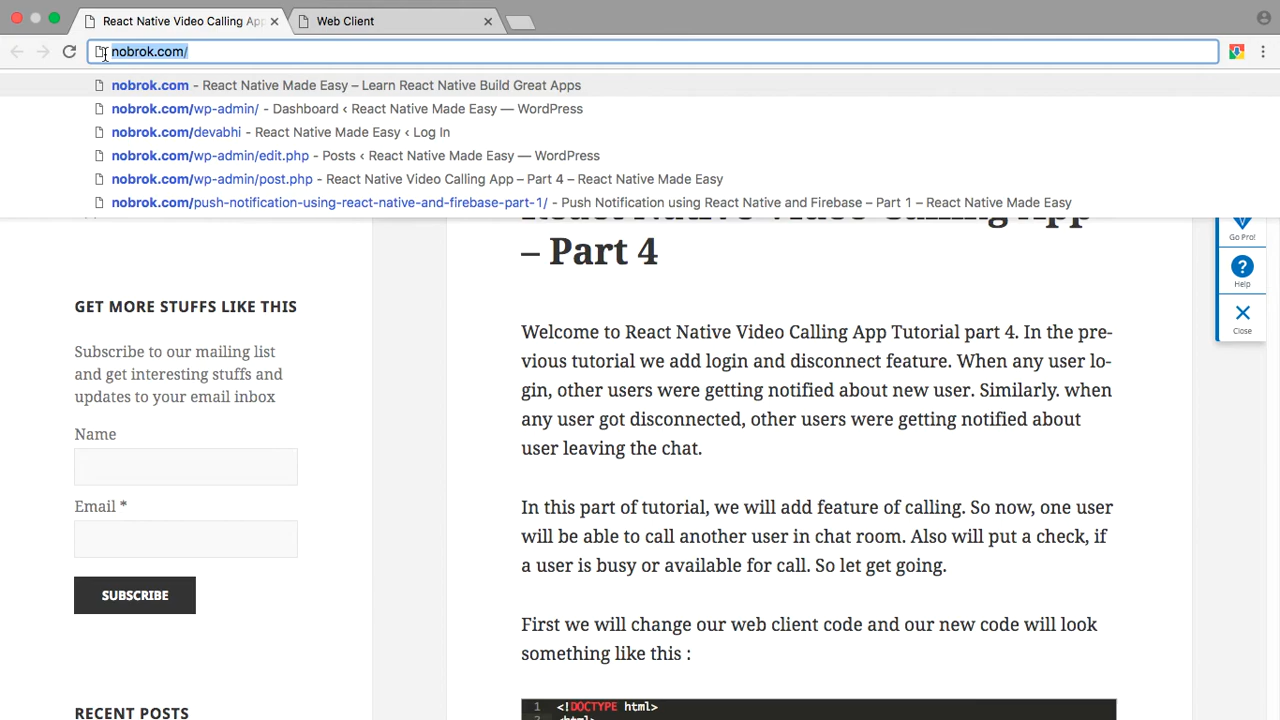 React Native Video Calling App
Web Client
nobrok.com/
nobrok.com - React Native Made Easy – Learn React Native Build Great Apps
nobrok.com/wp-admin/ - Dashboard ‹ React Native Made Easy — WordPress
nobrok.com/devabhi - React Native Made Easy ‹ Log In
nobrok.com/wp-admin/edit.php - Posts ‹ React Native Made Easy — WordPress
nobrok.com/wp-admin/post.php - React Native Video Calling App – Part 4 – React Native Made Easy
nobrok.com/push-notification-using-react-native-and-firebase-part-1/ - Push Notification using React Native and Firebase – Part 1 – React Native Made Easy
React Native Video Calling App
– Part 4
Go Pro!
Help
Close
GET MORE STUFFS LIKE THIS
Subscribe to our mailing list
and get interesting stuffs and
updates to your email inbox
Name
Email *
SUBSCRIBE
RECENT POSTS
Welcome to React Native Video Calling App Tutorial part 4. In the pre-
vious tutorial we add login and disconnect feature. When any user lo-
gin, other users were getting notified about new user. Similarly. when
any user got disconnected, other users were getting notified about
user leaving the chat.
In this part of tutorial, we will add feature of calling. So now, one user
will be able to call another user in chat room. Also will put a check, if
a user is busy or available for call. So let get going.
First we will change our web client code and our new code will look
something like this :
1 <!DOCTYPE html>
2 <html>